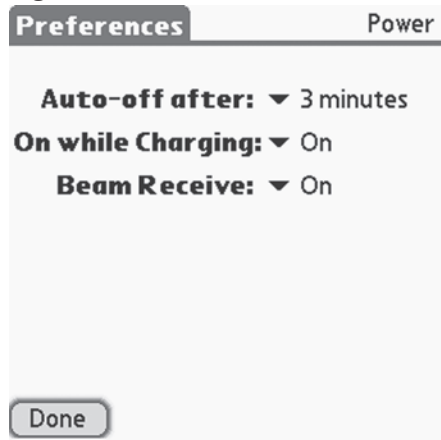 Preferences Power
Auto-off after: 3 minutes
On while Charging: On
Beam Receive: On
Done